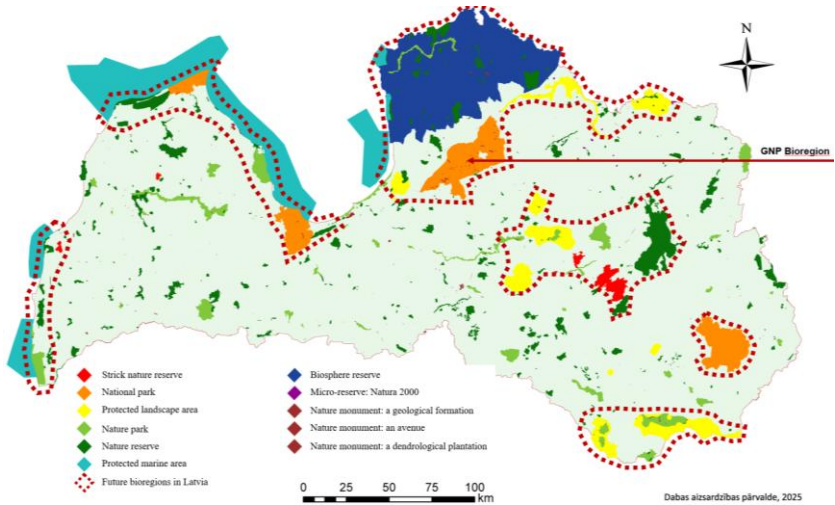 N
GNP Bioregion
Strick nature reserve
National park
Protected landscape area
Nature park
Nature reserve
Protected marine area
Future bioregions in Latvia
Biosphere reserve
Micro-reserve: Natura 2000
Nature monument: a geological formation
Nature monument: an avenue
Nature monument: a dendrological plantation
0 25 50 75 100
km
Dabas aizsardzības pārvalde, 2025